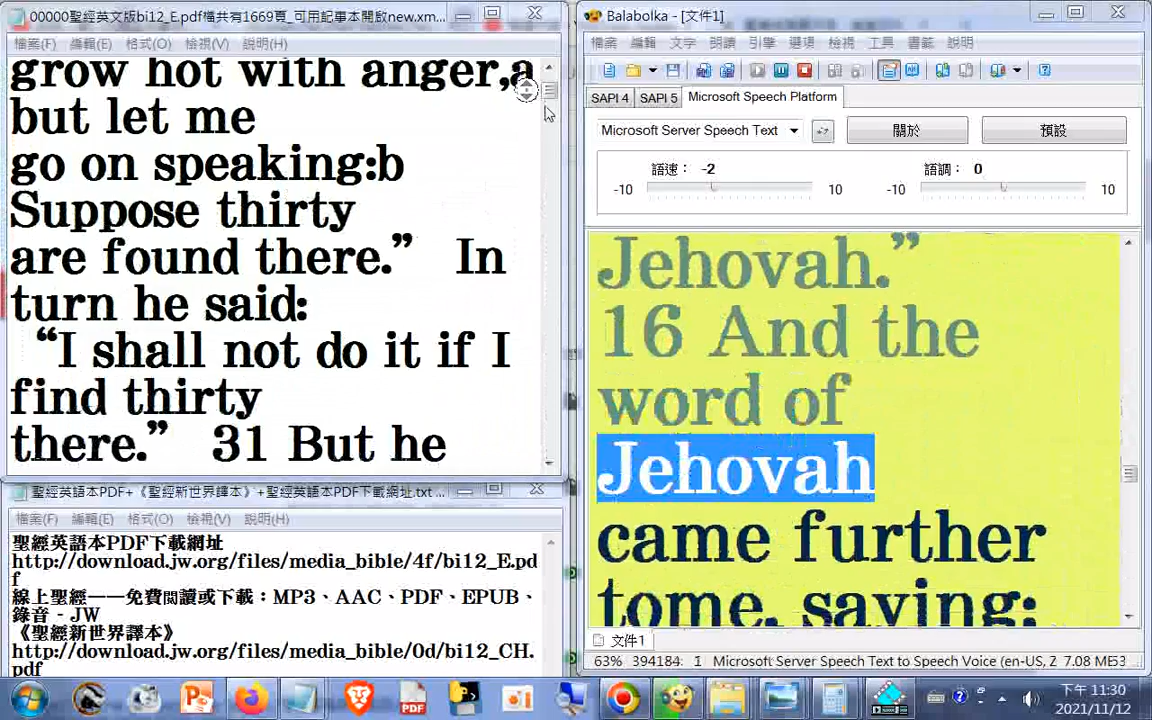 00000聖經英文版bi12_E.pdf檔共有1669頁_可用記事本開啟new.xm...
檔案(F) 編輯(E) 格式(O) 檢視(V) 說明(H)
grow hot with anger,a
but let me
go on speaking:b
Suppose thirty
are found there.” In
turn he said:
“I shall not do it if I
find thirty
there.” 31 But he
聖經英語本PDF+《聖經新世界譯本》+聖經英語本PDF下載網址.txt ...
檔案(F) 編輯(E) 格式(O) 檢視(V) 說明(H)
聖經英語本PDF下載網址
http://download.jw.org/files/media_bible/4f/bi12_E.pd
f
線上聖經──免費閱讀或下載：MP3、AAC、PDF、EPUB、
錄音 - JW
《聖經新世界譯本》
http://download.jw.org/files/media_bible/0d/bi12_CH.
pdf
Balabolka - [文件1]
檔案 編輯 文字 朗讀 引擎 選項 檢視 工具 書籤 說明
SAPI 4 SAPI 5 Microsoft Speech Platform
Microsoft Server Speech Text 關於 預設
語速： -2 語調： 0
-10 10 -10 10
Jehovah.”
16 And the
word of
Jehovah
came further
tome, saying:
文件1
63% 394184: 1 Microsoft Server Speech Text to Speech Voice (en-US, 2 7.08 ME53
PDF
下午 11:30
2021/11/12